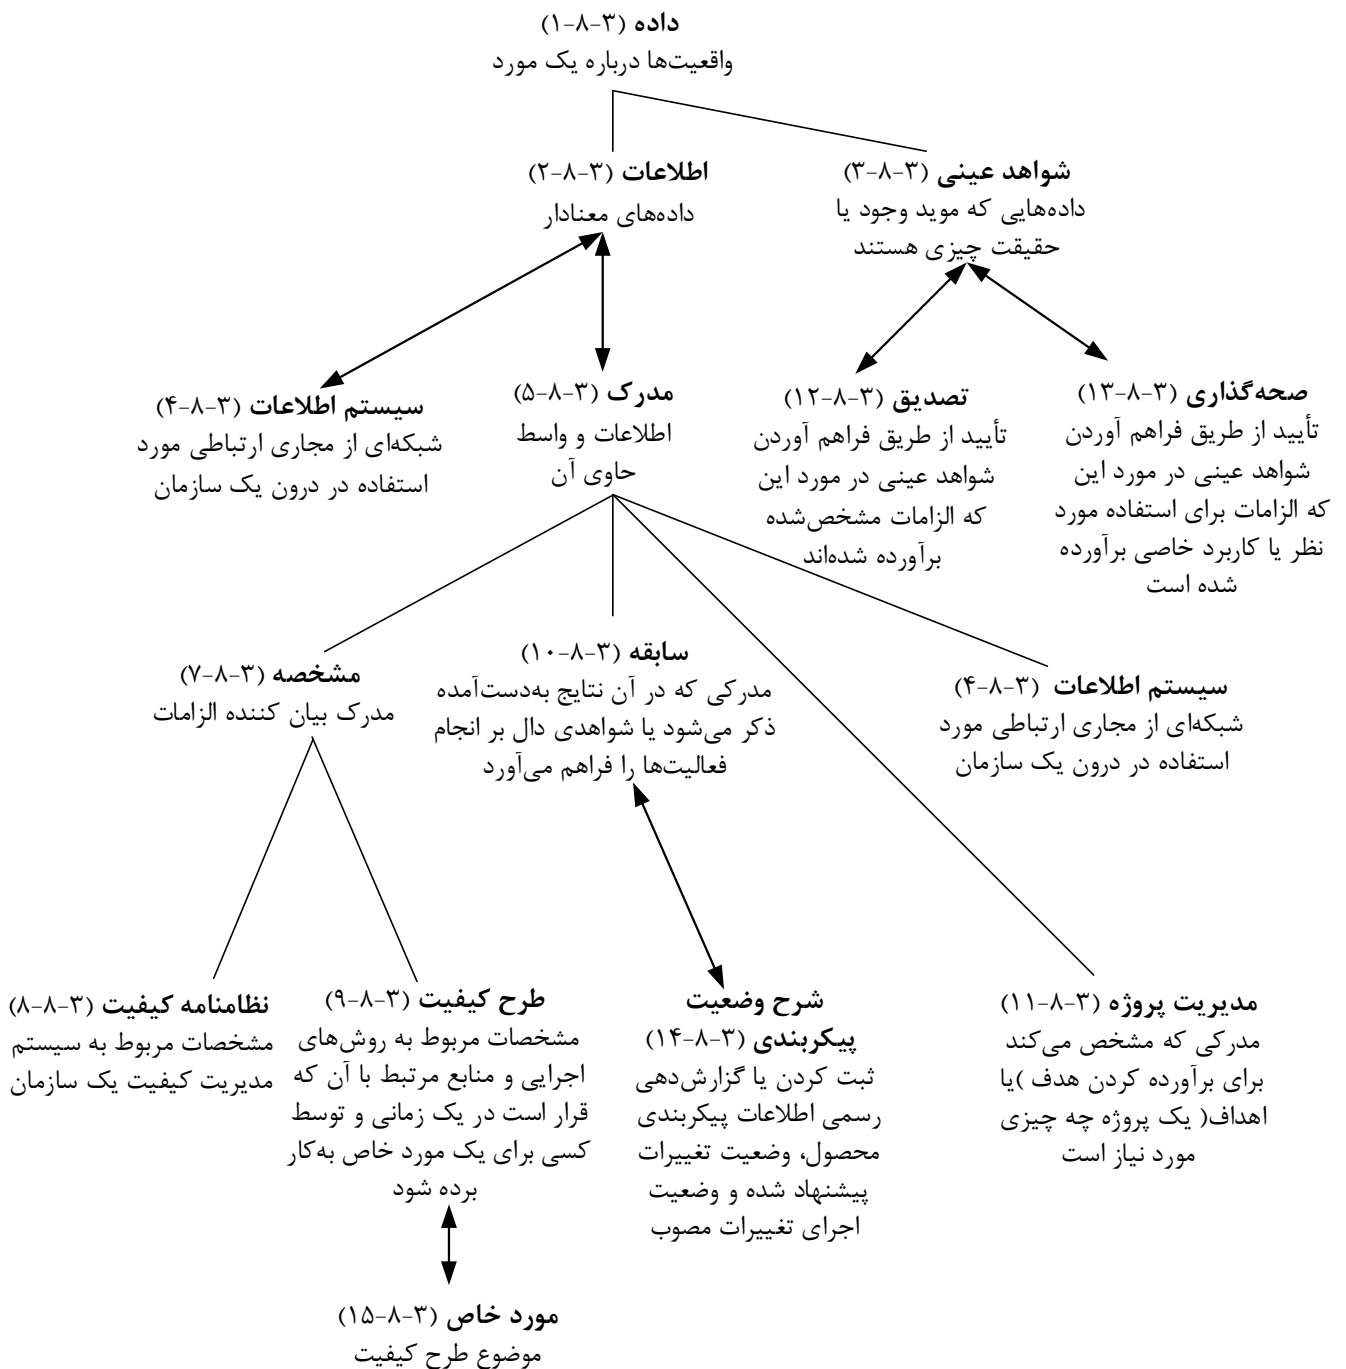 داده (۳-۸-۱)
واقعیت‌ها درباره یک مورد
شواهد عینی (۳-۸-۳)
داده‌هایی که موید وجود یا
حقیقت چیزی هستند
اطلاعات (۳-۸-۲)
داده‌های معنادار
صحه‌گذاری (۳-۸-۱۳)
تأیید از طریق فراهم آوردن
شواهد عینی در مورد این
که الزامات برای استفاده مورد
نظر یا کاربرد خاصی برآورده
شده است
تصدیق (۳-۸-۱۲)
تأیید از طریق فراهم آوردن
شواهد عینی در مورد این
که الزامات مشخص‌شده
برآورده شده‌اند
مدرک (۳-۸-۵)
اطلاعات و واسط
حاوی آن
سیستم اطلاعات (۳-۸-۴)
شبکه‌ای از مجاری ارتباطی مورد
استفاده در درون یک سازمان
سیستم اطلاعات (۳-۸-۴)
شبکه‌ای از مجاری ارتباطی مورد
استفاده در درون یک سازمان
سابقه (۳-۸-۱۰)
مدرکی که در آن نتایج به‌دست‌آمده
ذکر می‌شود یا شواهدی دال بر انجام
فعالیت‌ها را فراهم می‌آورد
مشخصه (۳-۸-۷)
مدرک بیان کننده الزامات
مدیریت پروژه (۳-۸-۱۱)
مدرکی که مشخص می‌کند
برای برآورده کردن هدف )یا
اهداف( یک پروژه چه چیزی
مورد نیاز است
شرح وضعیت
پیکربندی (۳-۸-۱۴)
ثبت کردن یا گزارش‌دهی
رسمی اطلاعات پیکربندی
محصول، وضعیت تغییرات
پیشنهاد شده و وضعیت
اجرای تغییرات مصوب
طرح کیفیت (۳-۸-۹)
مشخصات مربوط به روش‌های
اجرایی و منابع مرتبط با آن که
قرار است در یک زمانی و توسط
کسی برای یک مورد خاص به‌کار
برده شود
نظامنامه کیفیت (۳-۸-۸)
مشخصات مربوط به سیستم
مدیریت کیفیت یک سازمان
مورد خاص (۳-۸-۱۵)
موضوع طرح کیفیت